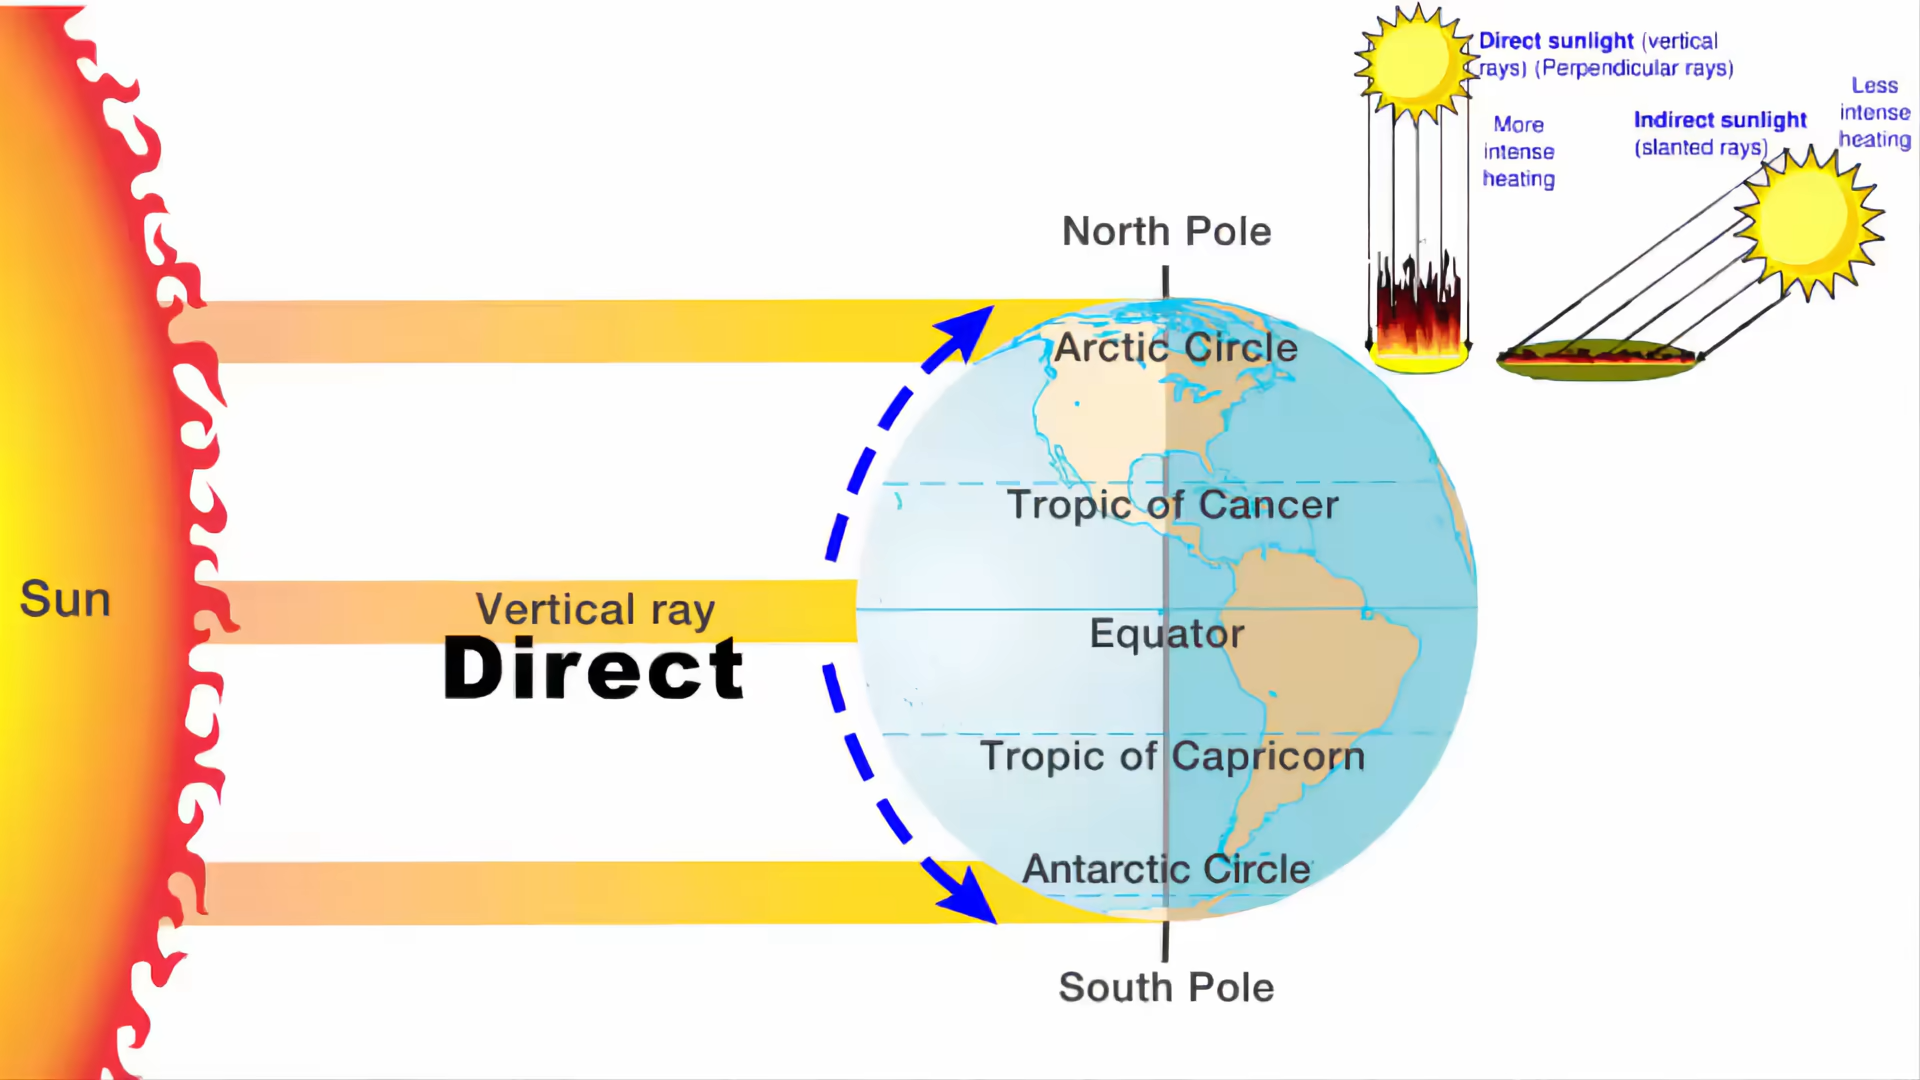 Direct sunlight (vertical
rays) (Perpendicular rays)
Less
intense
heating
More
intense
heating
Indirect sunlight
(slanted rays)
North Pole
Arctic Circle
Tropic of Cancer
Sun
Vertical ray
Direct
Equator
Tropic of Capricorn
Antarctic Circle
South Pole